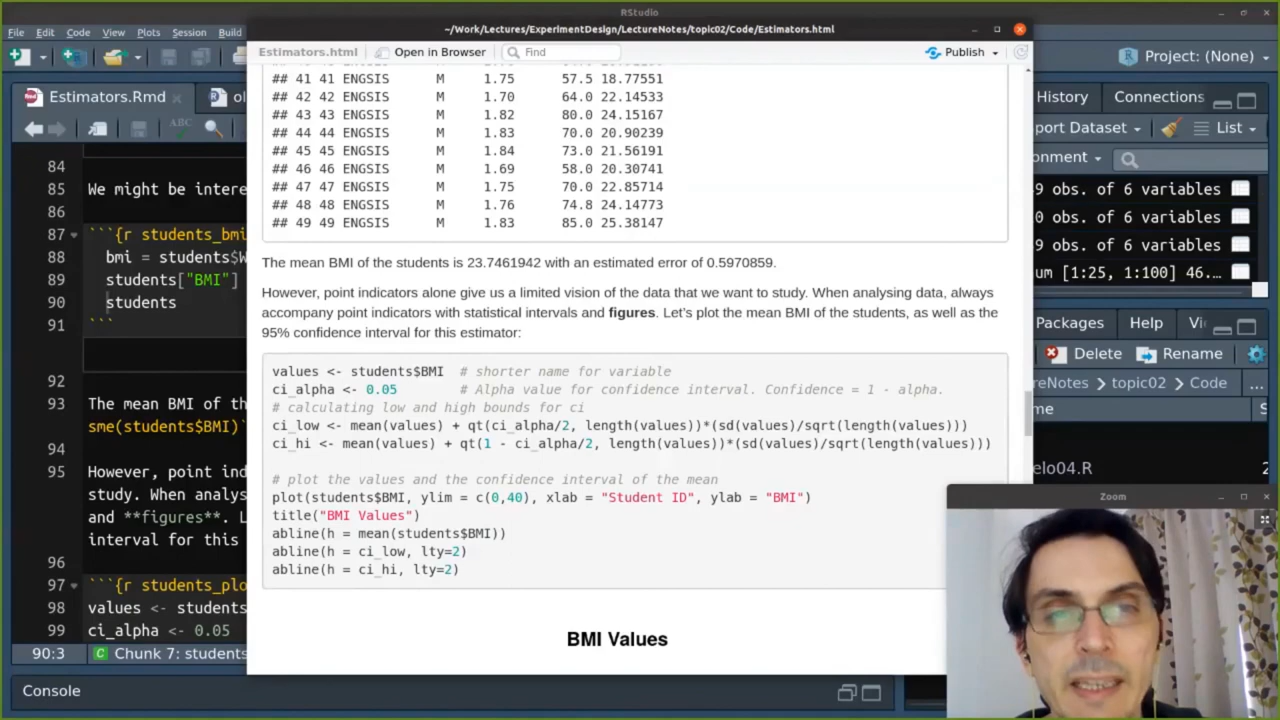 RStudio
File Edit Code View Plots Session Build
~/Work/Lectures/ExperimentDesign/LectureNotes/topic02/Code/Estimators.html
Estimators.html Open in Browser Find Publish
Project: (None)
Estimators.Rmd
History Connections
port Dataset List
ABC
onment
84
85 We might be intere
86
87 ```{r students_bmi
88 bmi = students$W
89 students["BMI"]
90 students
91 ```
92
93 The mean BMI of th
sme(students$BMI)`
94
95 However, point ind
study. When analys
and **figures**. L
interval for this
96
97 ```{r students_plo
98 values <- students
99 ci_alpha <- 0.05
90:3 C Chunk 7: students
Console
## 41 41 ENGSIS M 1.75 57.5 18.77551
## 42 42 ENGSIS M 1.70 64.0 22.14533
## 43 43 ENGSIS M 1.82 80.0 24.15167
## 44 44 ENGSIS M 1.83 70.0 20.90239
## 45 45 ENGSIS M 1.84 73.0 21.56191
## 46 46 ENGSIS M 1.69 58.0 20.30741
## 47 47 ENGSIS M 1.75 70.0 22.85714
## 48 48 ENGSIS M 1.76 74.8 24.14773
## 49 49 ENGSIS M 1.83 85.0 25.38147
The mean BMI of the students is 23.7461942 with an estimated error of 0.5970859.
However, point indicators alone give us a limited vision of the data that we want to study. When analysing data, always
accompany point indicators with statistical intervals and figures. Let's plot the mean BMI of the students, as well as the
95% confidence interval for this estimator:
values <- students$BMI # shorter name for variable
ci_alpha <- 0.05 # Alpha value for confidence interval. Confidence = 1 - alpha.
# calculating low and high bounds for ci
ci_low <- mean(values) + qt(ci_alpha/2, length(values))*(sd(values)/sqrt(length(values)))
ci_hi <- mean(values) + qt(1 - ci_alpha/2, length(values))*(sd(values)/sqrt(length(values)))
# plot the values and the confidence interval of the mean
plot(students$BMI, ylim = c(0,40), xlab = "Student ID", ylab = "BMI")
title("BMI Values")
abline(h = mean(students$BMI))
abline(h = ci_low, lty=2)
abline(h = ci_hi, lty=2)
BMI Values
9 obs. of 6 variables
0 obs. of 6 variables
9 obs. of 6 variables
um [1:25, 1:100] 46...
Packages Help Vi
Delete Rename
reNotes > topic02 > Code ...
me S
elo04.R 2
Zoom